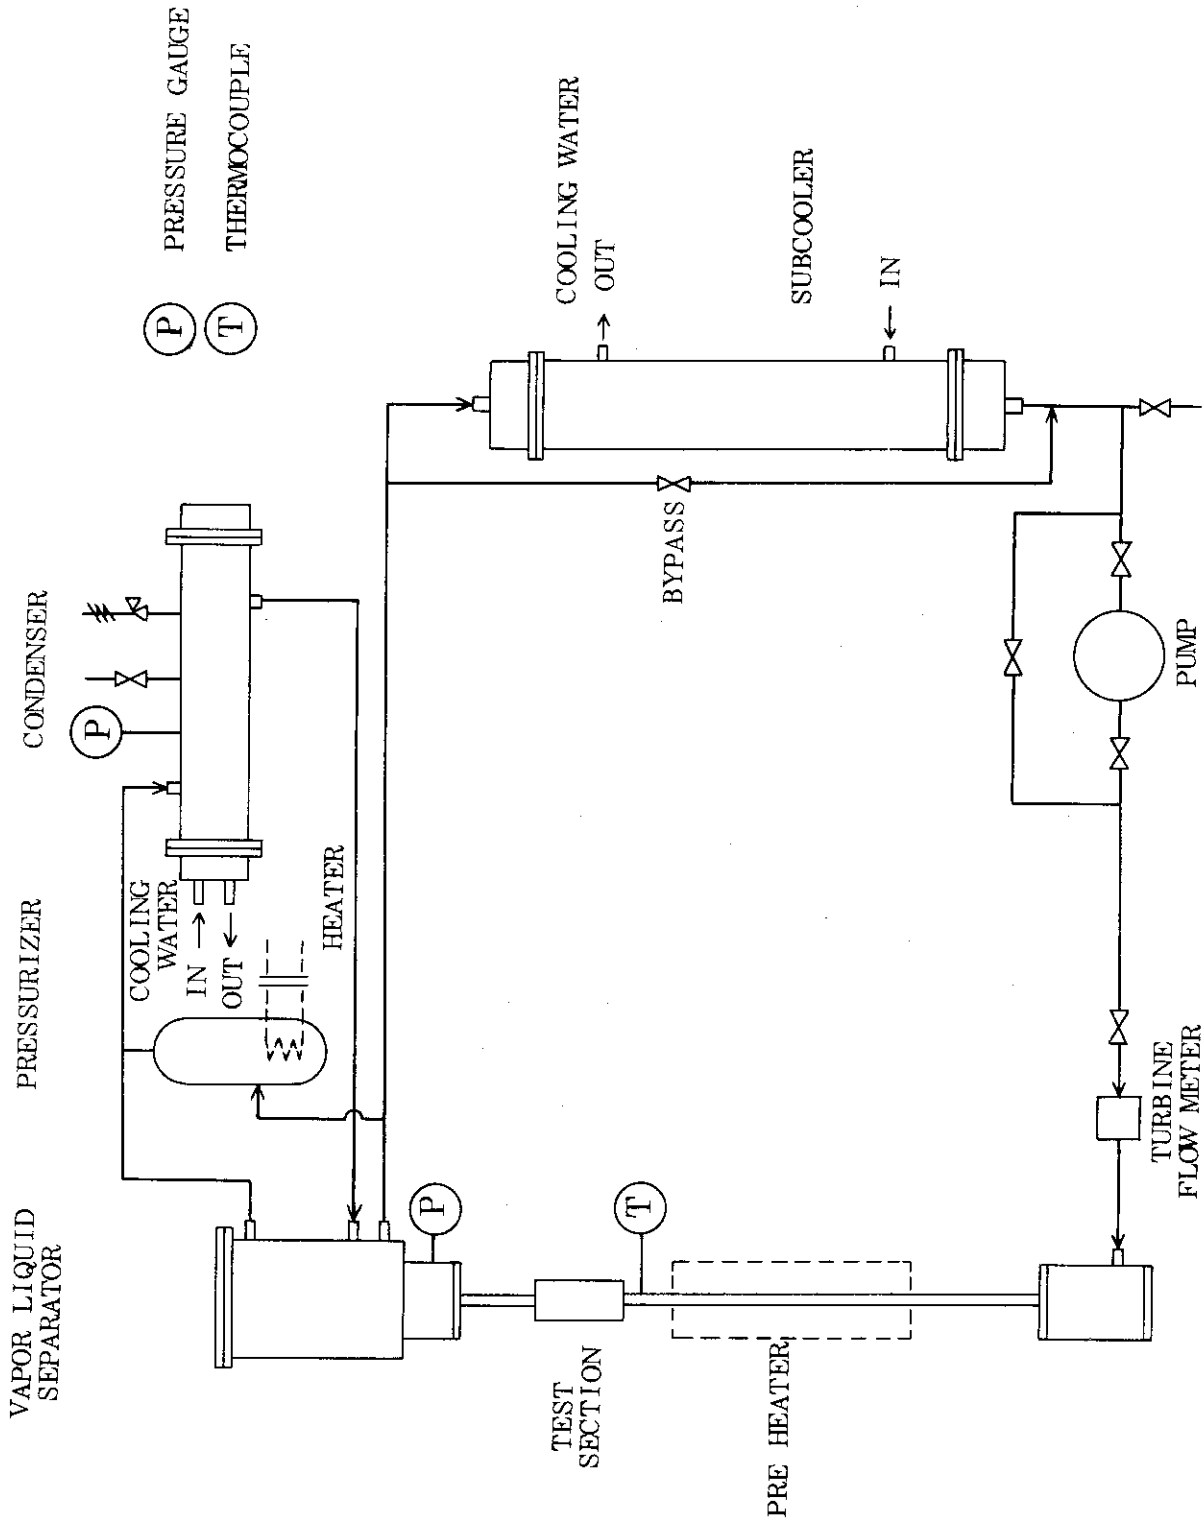 VAPOR LIQUID
SEPARATOR
PRESSURIZER
CONDENSER
P
PRESSURE GAUGE
T
THERMOCOUPLE
P
COOLING
WATER
IN
OUT
HEATER
P
T
TEST
SECTION
PRE HEATER
COOLING WATER
OUT
SUBCOOLER
IN
BYPASS
PUMP
TURBINE
FLOW METER